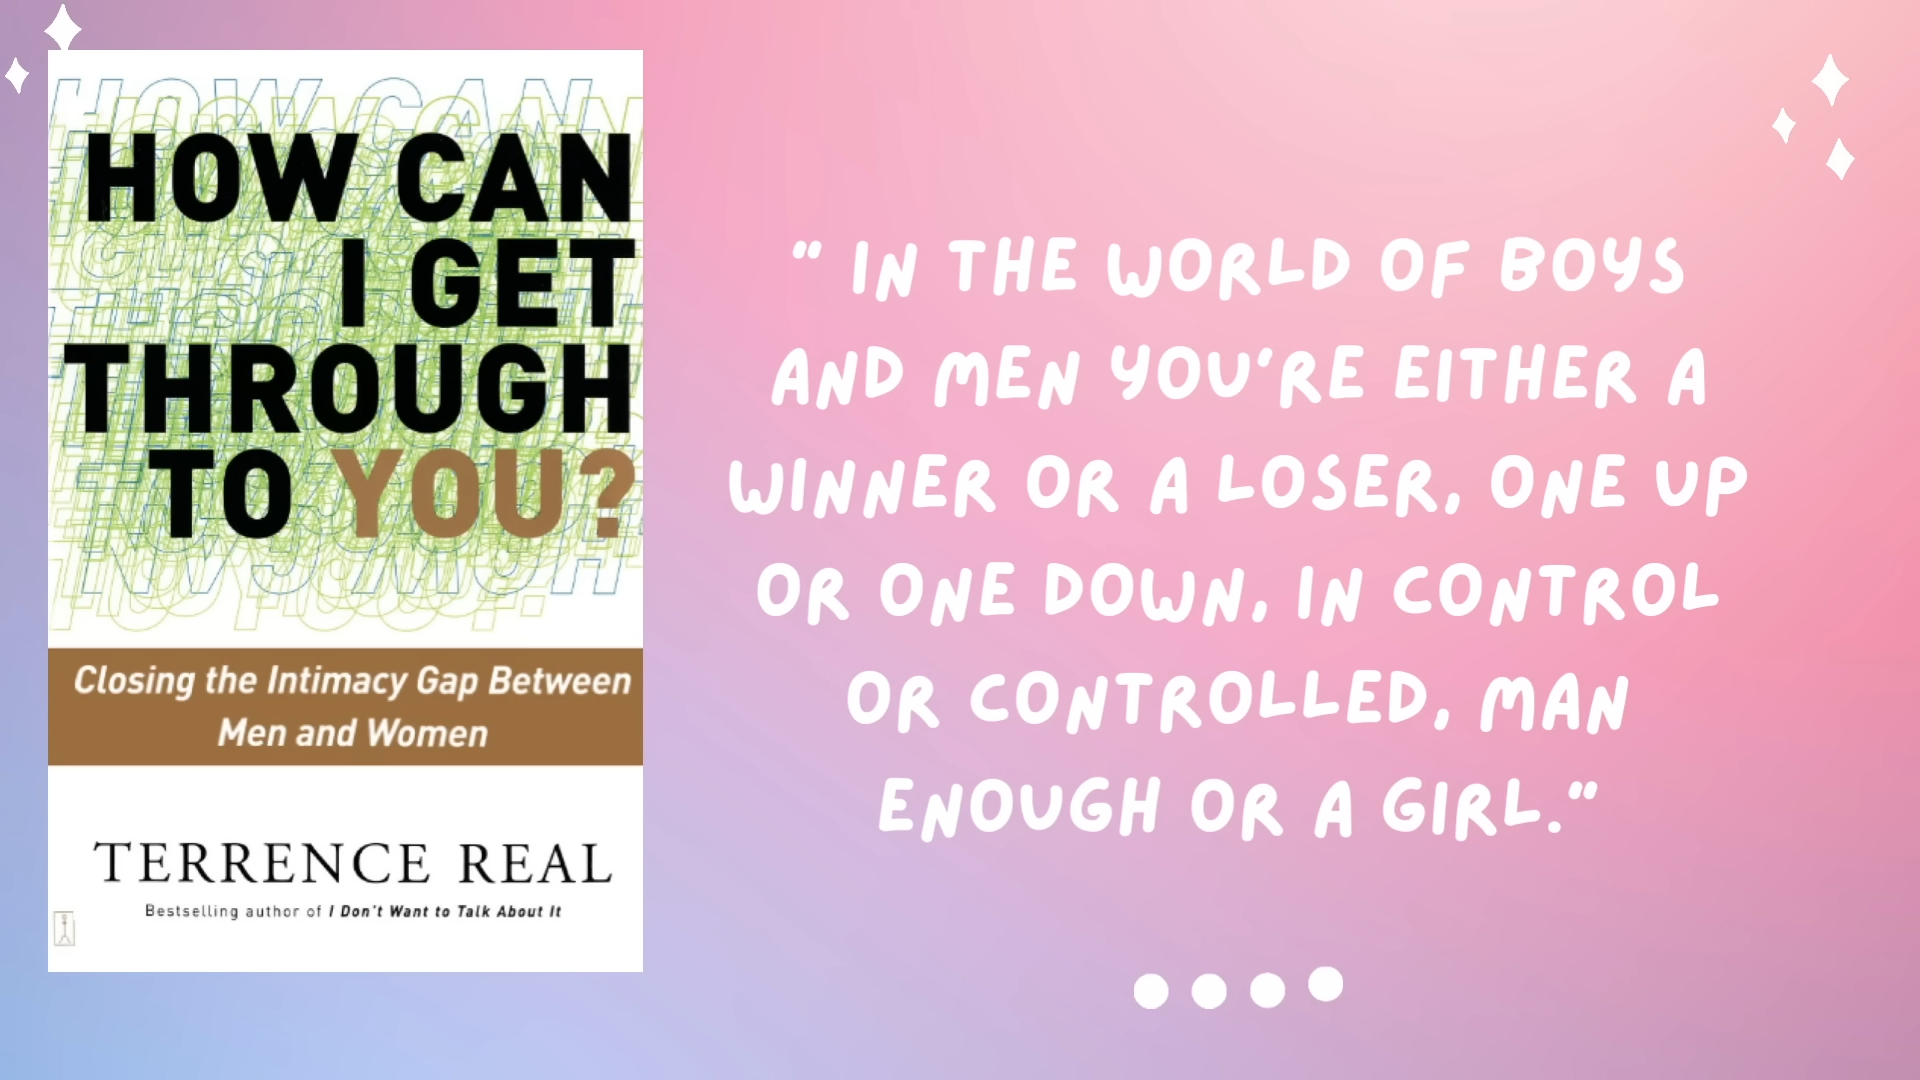 HOW CAN
I GET
THROUGH
TO YOU?
Closing the Intimacy Gap Between
Men and Women
TERRENCE REAL
Bestselling author of I Don't Want to Talk About It
“ IN THE WORLD OF BOYS
AND MEN YOU’RE EITHER A
WINNER OR A LOSER, ONE UP
OR ONE DOWN, IN CONTROL
OR CONTROLLED, MAN
ENOUGH OR A GIRL.”